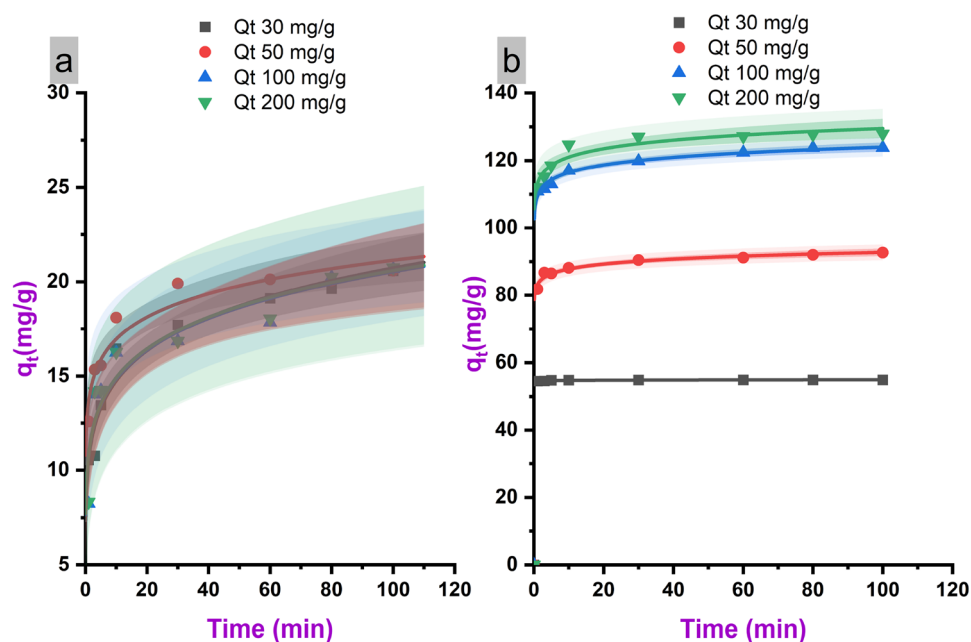 a
Qt 30 mg/g
Qt 50 mg/g
Qt 100 mg/g
Qt 200 mg/g
30
25
20
15
10
5
0 20 40 60 80 100 120
qt(mg/g)
Time (min)
b
Qt 30 mg/g
Qt 50 mg/g
Qt 100 mg/g
Qt 200 mg/g
140
120
100
80
60
40
20
0
0 20 40 60 80 100 120
qt(mg/g)
Time (min)